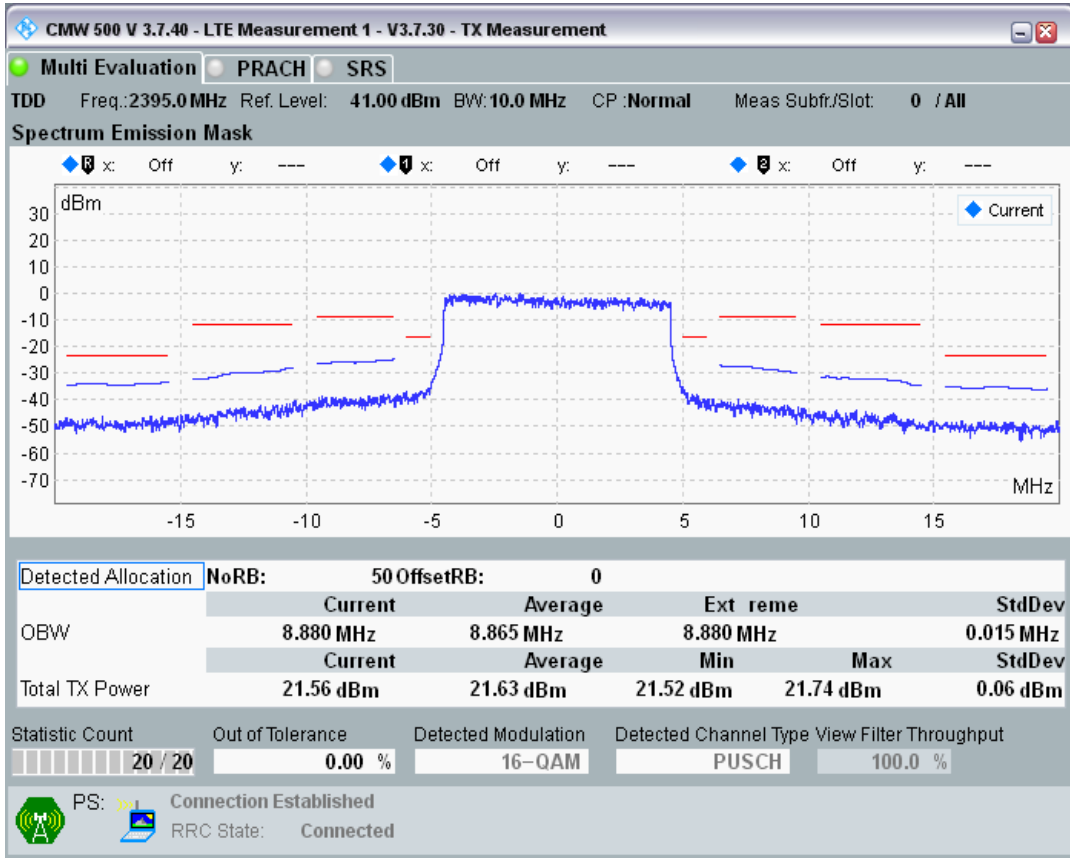 CMW 500 V 3.7.40 - LTE Measurement 1 - V3.7.30 - TX Measurement
Multi Evaluation PRACH SRS
TDD Freq.:2395.0 MHz Ref. Level: 41.00 dBm BW: 10.0 MHz CP :Normal Meas Subfr./Slot: 0 / All
Spectrum Emission Mask
R x: Off y: --- 1 x: Off y: --- 2 x: Off y: ---
dBm
Current
30
20
10
0
-10
-20
-30
-40
-50
-60
-70
MHz
-15 -10 -5 0 5 10 15
Detected Allocation NoRB: 50 OffsetRB: 0
Current Average Ext reme StdDev
OBW 8.880 MHz 8.865 MHz 8.880 MHz 0.015 MHz
Current Average Min Max StdDev
Total TX Power 21.56 dBm 21.63 dBm 21.52 dBm 21.74 dBm 0.06 dBm
Statistic Count Out of Tolerance Detected Modulation Detected Channel Type View Filter Throughput
20 / 20 0.00 % 16-QAM PUSCH 100.0 %
PS: Connection Established
RRC State: Connected